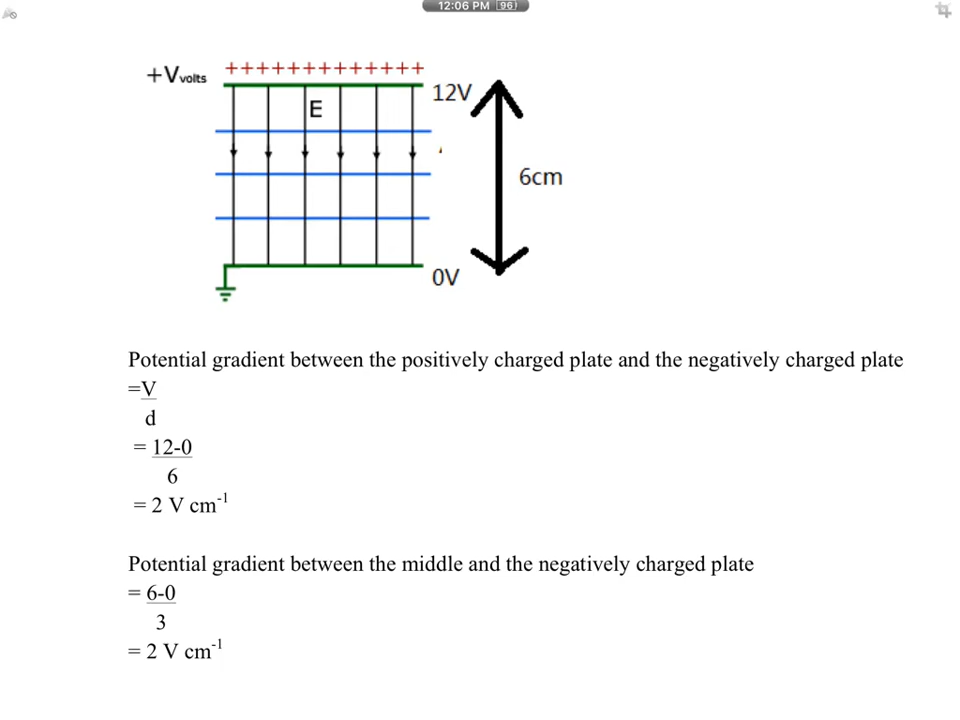 12:06 PM 96
+Vvolts +++++++++++++
12V
E
6cm
0V
Potential gradient between the positively charged plate and the negatively charged plate
=V
d
= 12-0
6
= 2 V cm⁻¹
Potential gradient between the middle and the negatively charged plate
= 6-0
3
= 2 V cm⁻¹